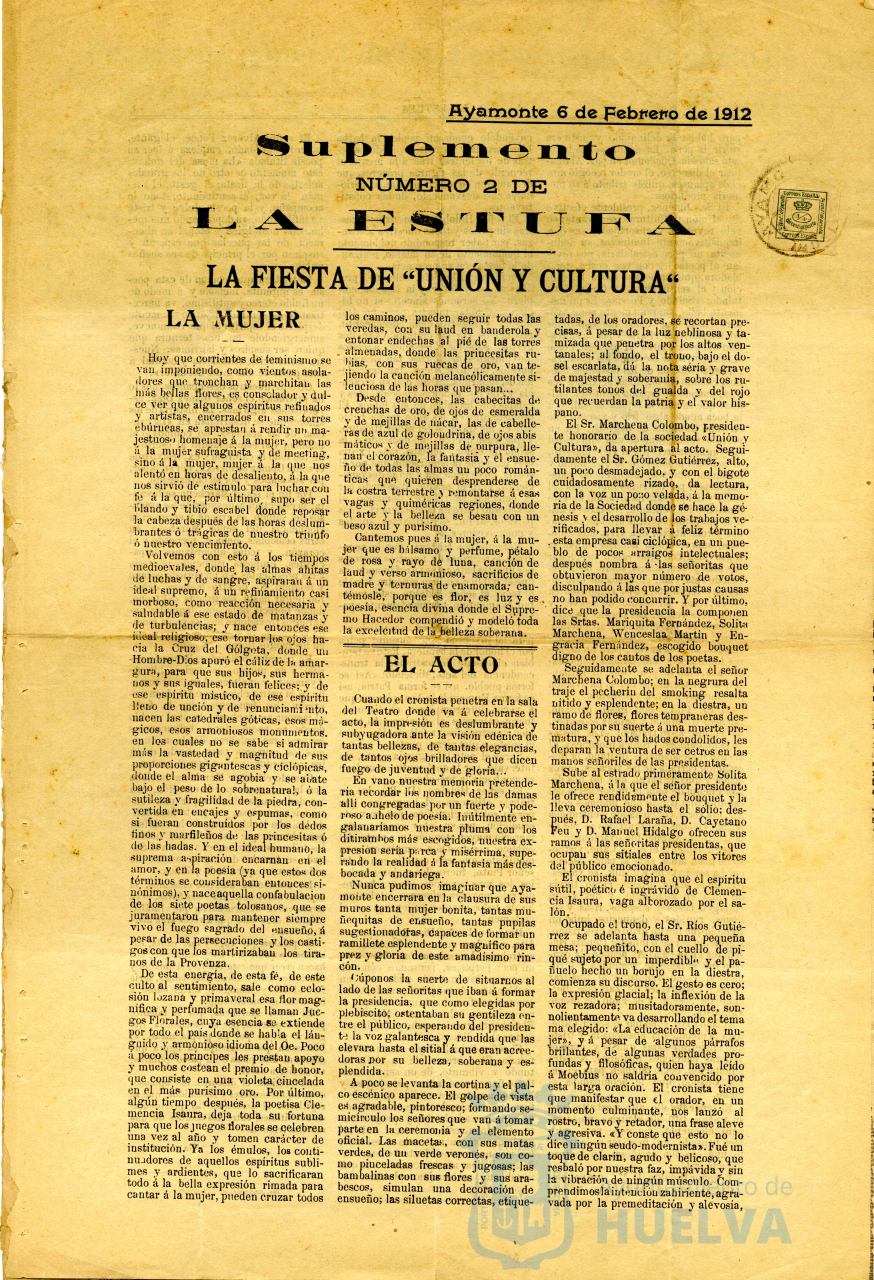 Ayamonte 6 de Febrero de 1912
Suplemento
NÚMERO 2 DE
LA ESTUFA
LA FIESTA DE “UNIÓN Y CULTURA“
LA MUJER
Hoy que corrientes de feminismo se
van imponiendo, como vientos asola-
dores que tronchan y marchitan las
más bellas flores, es consolador y dul-
ce ver que algunos espíritus refinados
y artistas, encerrados en sus torres
ebúrneas, se aprestan á rendir un ma-
jestuoso homenaje á la mujer, pero no
á la mujer sufraguista y de meeting,
sinó á la mujer, mujer á la que nos
alentó en horas de desaliento, á la que
nos sirvió de estímulo para luchar con
fé á la que, por último, supo ser el
blando y tibio escabel donde reposar
la cabeza después de las horas deslum-
brantes ó trágicas de nuestro triunfo
ó nuestro vencimiento.
Volvemos con esto á los tiempos
medioevales, donde las almas ahitas
de luchas y de sangre, aspiraran á un
ideal supremo, á un refinamiento casi
morboso, como reacción necesaria y
saludable á ese estado de matanzas y
de turbulencias; y nace entonces ese
ideal religioso, ese tornar los ojos ha-
cia la Cruz del Gólgota, donde un
Hombre-Dios apuró el cáliz de la amar-
gura, para que sus hijos, sus herma-
nos y sus iguales, fueran felices; y de
ese espíritu místico, de ese espíritu
lleno de unción y de renunciamiento,
nacen las catedrales góticas, esos má-
gicos, esos armoniosos monumentos,
en los cuales no se sabe si admirar
más la vastedad y magnitud de sus
proporciones gigantescas y ciclópicas,
donde el alma se agobia y se abate
bajo el peso de lo sobrenatural, ó la
sutileza y fragilidad de la piedra, con-
vertida en encajes y espumas, como
si fueran construídos por los dedos
finos y marfileños de las princesitas ó
de las hadas. Y en el ideal humano, la
suprema aspiración encarnan en el
amor, y en la poesía (ya que estos dos
términos se consideraban entonces si-
nónimos), y nace aquella confabulacion
de los siete poetas tolosanos, que se
juramentaron para mantener siempre
vivo el fuego sagrado del ensueño, á
pesar de las persecuciones y los casti-
gos con que los martirizaban los tira-
nos de la Provenza.
De esta energía, de esta fé, de este
culto al sentimiento, sale como eclo-
sión lozana y primaveral esa flor mag-
nífica y perfumada que se llaman Jue-
gos Florales, cuya esencia se extiende
por todo el país donde se habla el lán-
guido y armonioso idioma del Oe. Poco
á poco los príncipes les prestan apoyo
y muchos costean el premio de honor,
que consiste en una violeta cincelada
en el más purísimo oro. Por último,
algún tiempo después, la poetisa Cle-
mencia Isaura, deja toda su fortuna
para que los juegos florales se celebren
una vez al año y tomen carácter de
institución. Ya los émulos, los conti-
nuadores de aquellos espíritus subli-
mes y ardientes, que lo sacrificaran
todo á la bella expresión rimada para
cantar á la mujer, pueden cruzar todos
los caminos, pueden seguir todas las
veredas, con su laud en banderola y
entonar endechas al pié de las torres
almenadas, donde las princesitas ru-
bias, con sus ruecas de oro, van te-
jiendo la canción melancólicamente si-
lenciosa de las horas que pasan...
Desde entonces, las cabecitas de
crenchas de oro, de ojos de esmeralda
y de mejillas de nácar, las de cabelle-
ras de azul de golondrina, de ojos abis-
máticos y de mejillas de purpura, lle-
nan el corazón, la fantasía y el ensue-
ño de todas las almas un poco román-
ticas que quieren desprenderse de
la costra terrestre y remontarse á esas
vagas y quiméricas regiones, donde
el arte y la belleza se besan con un
beso azul y purísimo.
Cantemos pues á la mujer, á la mu-
jer que es bálsamo y perfume, pétalo
de rosa y rayo de luna, canción de
laud y verso armonioso, sacrificios de
madre y ternuras de enamorada; can-
témosle, porque es flor, es luz y es
poesía, esencia divina donde el Supre-
mo Hacedor compendió y modeló toda
la excelcitud de la belleza soberana.
EL ACTO
Cuando el cronista penetra en la sala
del Teatro donde va á celebrarse el
acto, la impresión es deslumbrante y
subyugadora ante la visión edénica de
tantas bellezas, de tantas elegancias,
de tantos ojos brilladores que dicen
fuego de juventud y de gloria...
En vano nuestra memoria pretende-
ría recordar los nombres de las damas
allí congregadas por un fuerte y pode-
roso anhelo de poesía. Inútilmente en-
galanaríamos nuestra pluma con los
ditirambos más escogidos, nuestra ex-
presión sería parca y misérrima, supe-
rando la realidad á la fantasía más des-
bocada y andariega.
Nunca pudimos imaginar que Aya-
monte encerrara en la clausura de sus
muros tanta mujer bonita, tantas mu-
ñequitas de ensueño, tantas pupilas
sugestionadoras, capaces de formar un
ramillete esplendente y magnífico para
prez y gloria de este amadísimo rin-
cón.
Cúponos la suerte de situarnos al
lado de las señoritas que iban á formar
la presidencia, que como elegidas por
plebiscito, ostentaban su gentileza en-
tre el público, esperando del presiden-
te la voz galantesca y rendida que las
elevara hasta el sitial á que eran acree-
doras por su belleza, soberana y es-
plendida.
A poco se levanta la cortina y el pal-
co escénico aparece. El golpe de vista
es agradable, pintoresco; formando se-
micírculo los señores que van á tomar
parte en la ceremonia y el elemento
oficial. Las macetas, con sus matas
verdes, de un verde veronés, son co-
mo pinceladas frescas y jugosas; las
bambalinas con sus flores y sus ara-
bescos, simulan una decoración de
ensueño; las siluetas correctas, etique-
tadas, de los oradores, se recortan pre-
cisas, á pesar de la luz neblinosa y ta-
mizada que penetra por los altos ven-
tanales; al fondo, el trono, bajo el do-
sel escarlata, dá la nota séria y grave
de majestad y soberanía, sobre los ru-
tilantes tonos del gualda y del rojo
que recuerdan la patria y el valor his-
pano.
El Sr. Marchena Colombo, presiden-
te honorario de la sociedad «Unión y
Cultura», da apertura al acto. Segui-
damente el Sr. Gómez Gutiérrez, alto,
un poco desmadejado, y con el bigote
cuidadosamente rizado, da lectura,
con la voz un poco velada, á la memo-
ria de la Sociedad donde se hace la gé-
nesis y el desarrollo de los trabajos ve-
rificados, para llevar á feliz término
esta empresa casi ciclópica, en un pue-
blo de pocos arraigos intelectuales;
después nombra á las señoritas que
obtuvieron mayor número de votos,
disculpando á las que por justas causas
no han podido concurrir. Y por último,
dice que la presidencia la componen
las Srtas. Mariquita Fernández, Solita
Marchena, Wenceslaa Martin y En-
gracia Fernández, escogido bouquet
digno de los cantos de los poetas.
Seguidamente se adelanta el señor
Marchena Colombo; en la negrura del
traje el pecherín del smoking resalta
nítido y esplendente; en la diestra, un
ramo de flores, flores tempraneras des-
tinadas por su suerte á una muerte pre-
matura, y que los hados condolidos, les
deparan la ventura de ser cetros en las
manos señoriles de las presidentas.
Sube al estrado primeramente Solita
Marchena, á la que el señor presidente
le ofrece rendidamente el bouquet y la
lleva ceremonioso hasta el sólio; des-
pués, D. Rafael Laraña, D. Cayetano
Feu y D. Manuel Hidalgo ofrecen sus
ramos á las señoritas presidentas, que
ocupan sus sitiales entre los vítores
del público emocionado.
El cronista imagina que el espíritu
sútil, poético é ingrávido de Clemen-
cia Isaura, vaga alborozado por el sa-
lón.
Ocupado el trono, el Sr. Ríos Gutié-
rrez se adelanta hasta una pequeña
mesa; pequeñito, con el cuello de pi-
qué sujeto por un imperdible y el pa-
ñuelo hecho un borujo en la diestra,
comienza su discurso. El gesto es cero;
la expresión glacial; la inflexión de la
voz rezadora; musitadoramente, son-
nolientamente va desarrollando el tema
ma elegido: «La educación de la mu-
jer», y á pesar de algunos párrafos
brillantes, de algunas verdades pro-
fundas y filosóficas, quien haya leído
á Moebius no saldría convencido por
esta larga oración. El cronista tiene
que manifestar que el orador, en un
momento culminante, nos lanzó al
rostro, bravo y retador, una frase aleve
y agresiva. «Y conste que esto no lo
dice ningún seudo-modernista». Fué un
toque de clarín, agudo y belicoso, que
resbaló por nuestra faz, impávida y sin
la vibración de ningún músculo. Com-
prendimos la intención zahiriente, agra-
vada por la premeditación y alevosía,
HUELVA